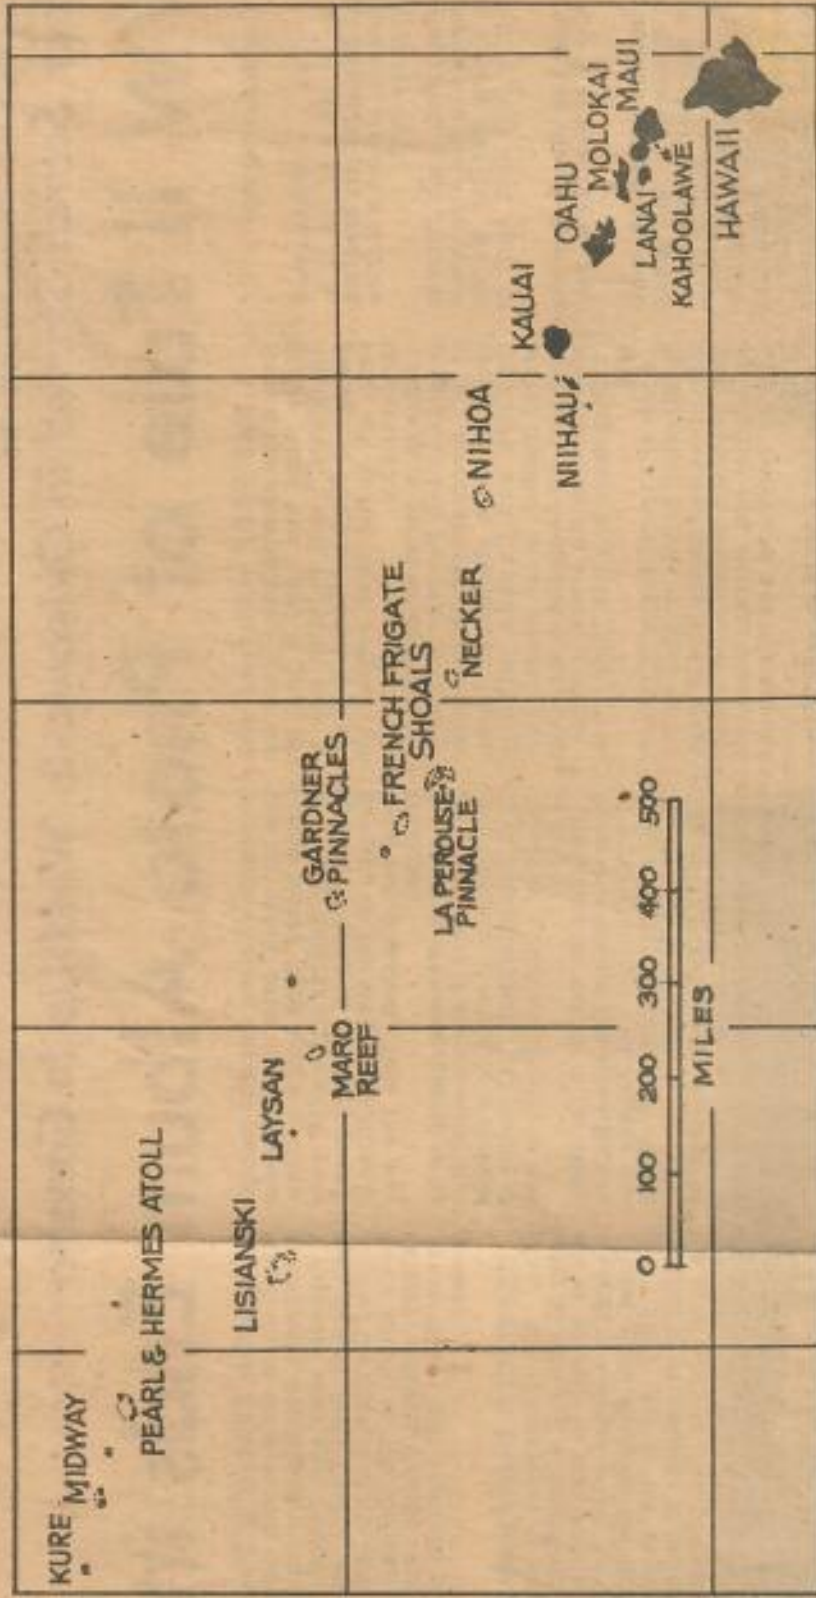 KURE
MIDWAY
PEARL & HERMES ATOLL
LISIANSKI
LAYSAN
MARO
REEF
GARDNER
PINNACLES
FRENCH FRIGATE
SHOALS
LA PEROUSE
PINNACLE
NECKER
NIHOA
NIIHAU
KAUAI
OAHU
MOLOKAI
MAUI
LANAI
KAHOOLAWE
HAWAII
0 100 200 300 400 500
MILES